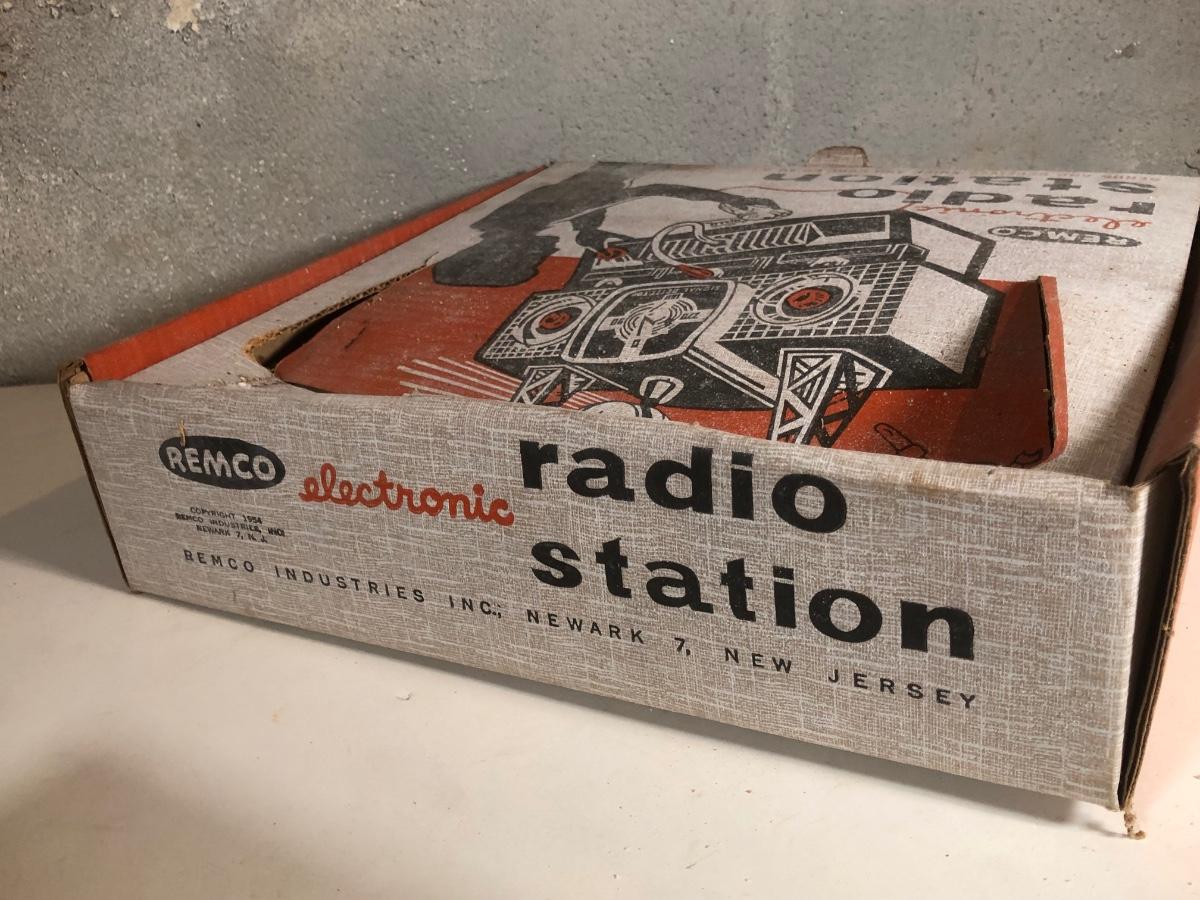 REMCO
electronic
radio
station
REMCO
electronic
radio
station
COPYRIGHT 1954
REMCO INDUSTRIES, INC.
NEWARK 7, N. J.
REMCO INDUSTRIES INC., NEWARK 7, NEW JERSEY